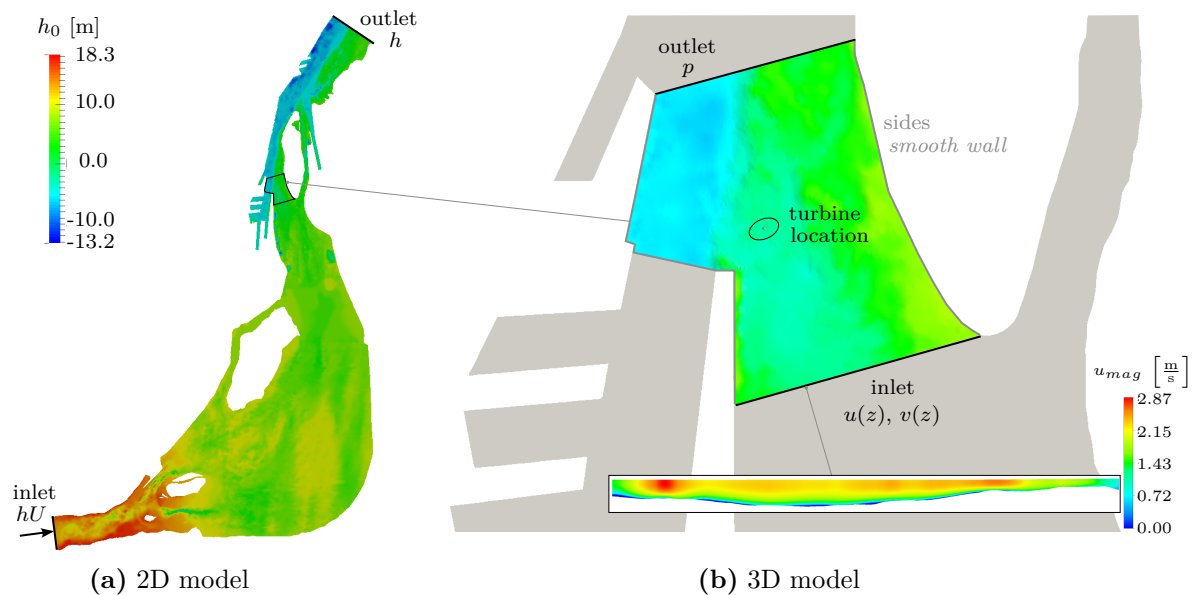 h₀ [m]
18.3
10.0
0.0
-10.0
-13.2
outlet
h
inlet
hU
(a) 2D model
outlet
p
sides
smooth wall
turbine
location
inlet
u(z), v(z)
u_mag [m/s]
2.87
2.15
1.43
0.72
0.00
(b) 3D model